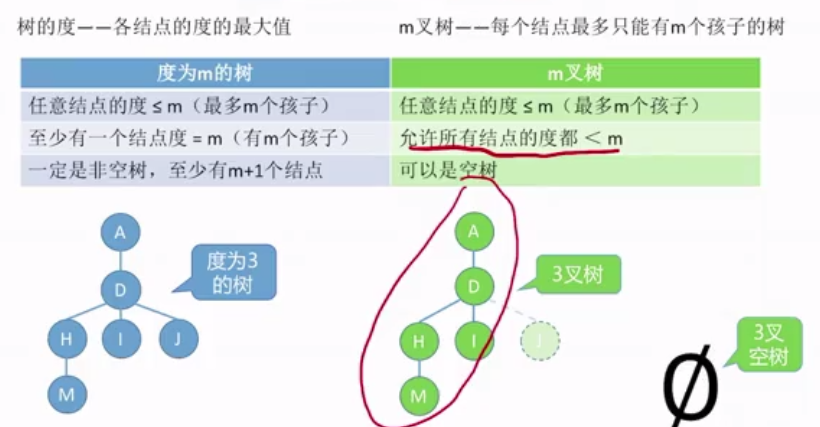 树的度——各结点的度的最大值
m叉树——每个结点最多只能有m个孩子的树
度为m的树
m叉树
任意结点的度 ≤ m（最多m个孩子）
任意结点的度 ≤ m（最多m个孩子）
至少有一个结点度 = m（有m个孩子）
允许所有结点的度都 < m
一定是非空树，至少有m+1个结点
可以是空树
A
D
H
I
J
M
度为3
的树
A
D
H
I
J
M
3叉树
Ø
3叉
空树